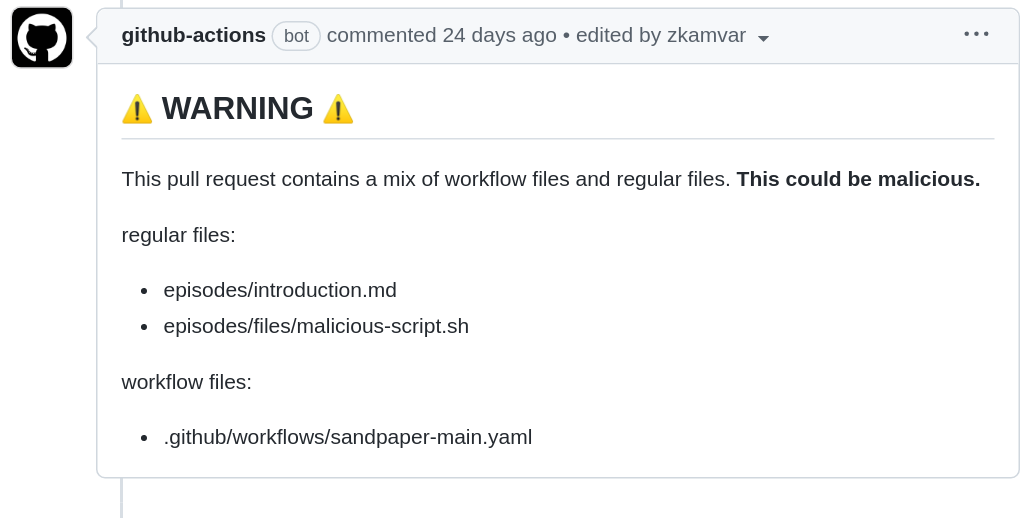 github-actions bot commented 24 days ago • edited by zkamvar
⚠️ WARNING ⚠️
This pull request contains a mix of workflow files and regular files. This could be malicious.
regular files:
• episodes/introduction.md
• episodes/files/malicious-script.sh
workflow files:
• .github/workflows/sandpaper-main.yaml